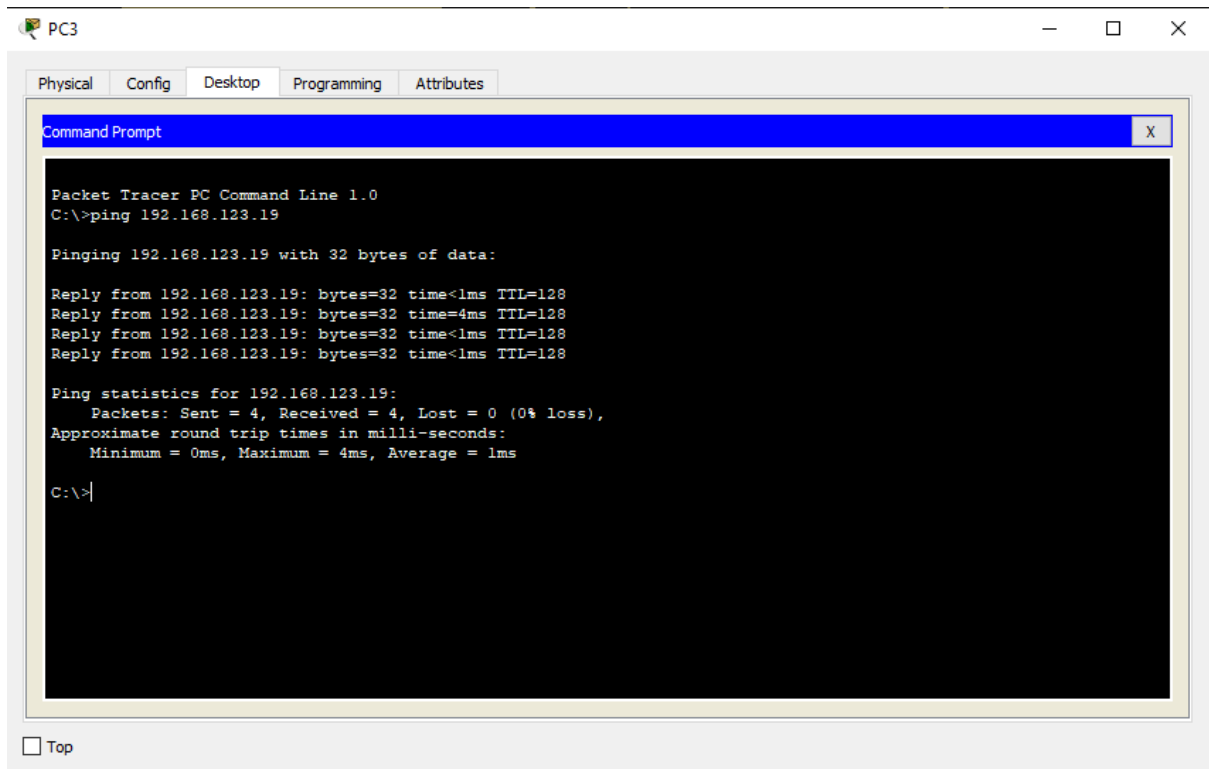 PC3
Physical Config Desktop Programming Attributes
Command Prompt X
Packet Tracer PC Command Line 1.0
C:\>ping 192.168.123.19
Pinging 192.168.123.19 with 32 bytes of data:
Reply from 192.168.123.19: bytes=32 time<1ms TTL=128
Reply from 192.168.123.19: bytes=32 time=4ms TTL=128
Reply from 192.168.123.19: bytes=32 time<1ms TTL=128
Reply from 192.168.123.19: bytes=32 time<1ms TTL=128
Ping statistics for 192.168.123.19:
Packets: Sent = 4, Received = 4, Lost = 0 (0% loss),
Approximate round trip times in milli-seconds:
Minimum = 0ms, Maximum = 4ms, Average = 1ms
C:\>
Top